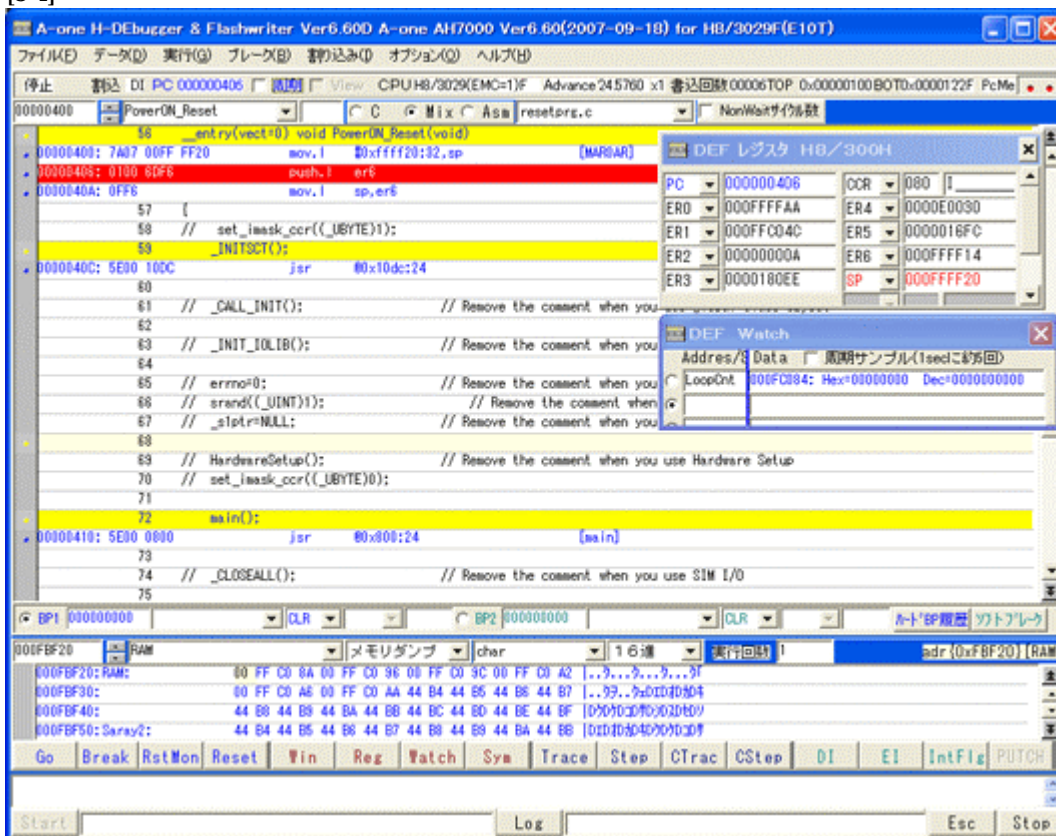 A-one H-DEbugger & Flashwriter Ver6.60D A-one AH7000 Ver6.60(2007-09-18) for H8/3029F(E10T)
ファイル(F) データ(D) 実行(G) ブレーク(B) 割り込み(I) オプション(O) ヘルプ(H)
停止 割込 DI PC 000000406 周期 View CPU H8/3029(EMC=1)F Advance 24.5760 x1 書込回数00006TOP 0x00000100 BOT0x0000122F PcMe
00000400 PowerON_Reset C Mix Asm resetprg.c NonWaitサイクル数
56 __entry(vect=0) void PowerON_Reset(void)
00000400: 7A07 00FF FF20 mov.l #0xffff20:32,sp [MARDAR]
00000406: 0100 6DF6 push.l er6
0000040A: 0FF6 mov.l sp,er6
57 {
58 // set_imask_ccr((_UBYTE)1);
59 _INITSCT();
0000040C: 5E00 10DC jsr @0x10dc:24
60
61 // _CALL_INIT(); // Remove the comment when you
62
63 // _INIT_IOLIB(); // Remove the comment when you
64
65 // errno=0; // Remove the comment when you
66 // srand((_UINT)1); // Remove the comment when
67 // _s1ptr=NULL; // Remove the comment when you
68
69 // HardwareSetup(); // Remove the comment when you use Hardware Setup
70 // set_imask_ccr((_UBYTE)0);
71
72 main();
00000410: 5E00 0800 jsr @0x800:24 [main]
73
74 // _CLOSEALL(); // Remove the comment when you use SIM I/O
75
DEF レジスタ H8/300H
PC 000000406 CCR 080 I
ER0 000FFFFAA ER4 0000E0030
ER1 000FFC04C ER5 0000016FC
ER2 00000000A ER6 000FFFF14
ER3 0000180EE SP 000FFFF20
DEF Watch
Addres/S Data 周期サンプル(1secに約5回)
LoopCnt 000FC084: Hex=00000000 Dec=0000000000
BP1 000000000 CLR BP2 000000000 CLR ハードBP履歴 ソフトブレーク
000FBF20 RAM メモリダンプ char 16進 実行回数 1 adr{0xFBF20) [RAM
000FBF20:RAM: 00 FF C0 8A 00 FF C0 96 00 FF C0 9C 00 FF C0 A2
000FBF30: 00 FF C0 A6 00 FF C0 AA 44 B4 44 B5 44 B6 44 B7
000FBF40: 44 B8 44 B9 44 BA 44 BB 44 BC 44 BD 44 BE 44 BF
000FBF50:Saray2: 44 B4 44 B5 44 B6 44 B7 44 B8 44 B9 44 BA 44 BB
Go Break RstMon Reset Win Reg Watch Sym Trace Step CTrac CStep DI EI IntFlg PUTCH
Start Log Esc Stop